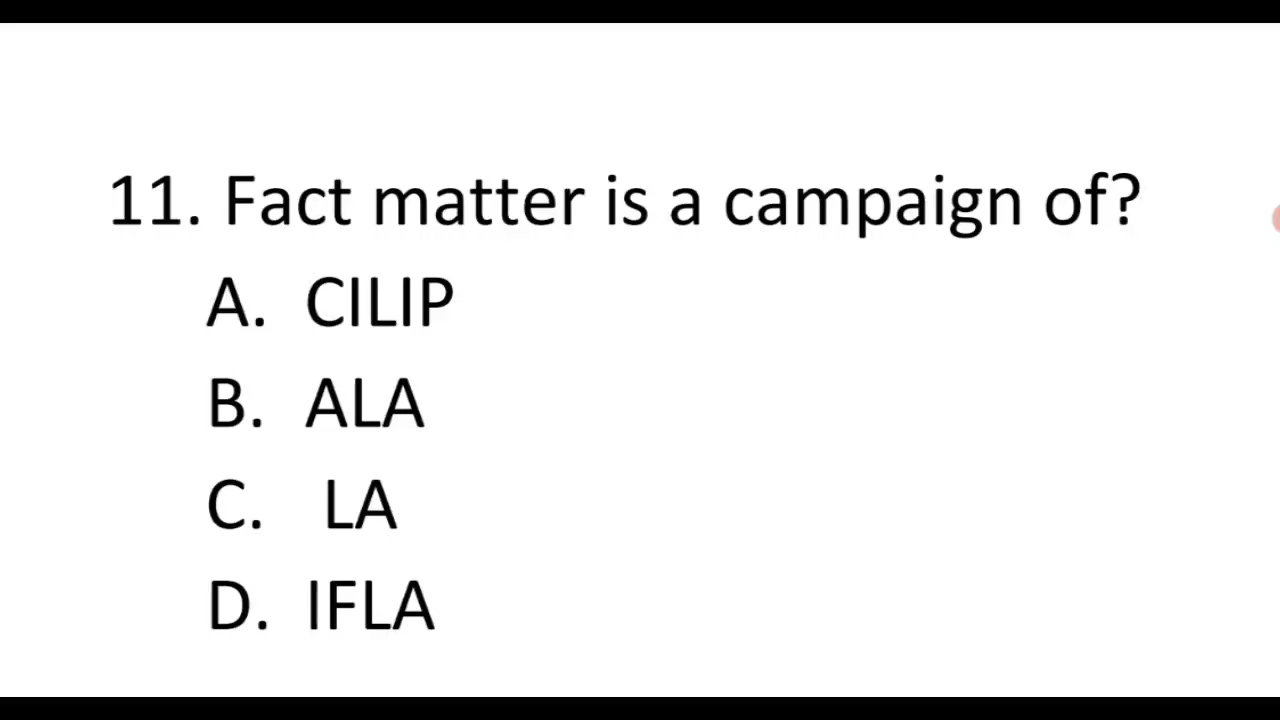 11. Fact matter is a campaign of?
A. CILIP
B. ALA
C. LA
D. IFLA